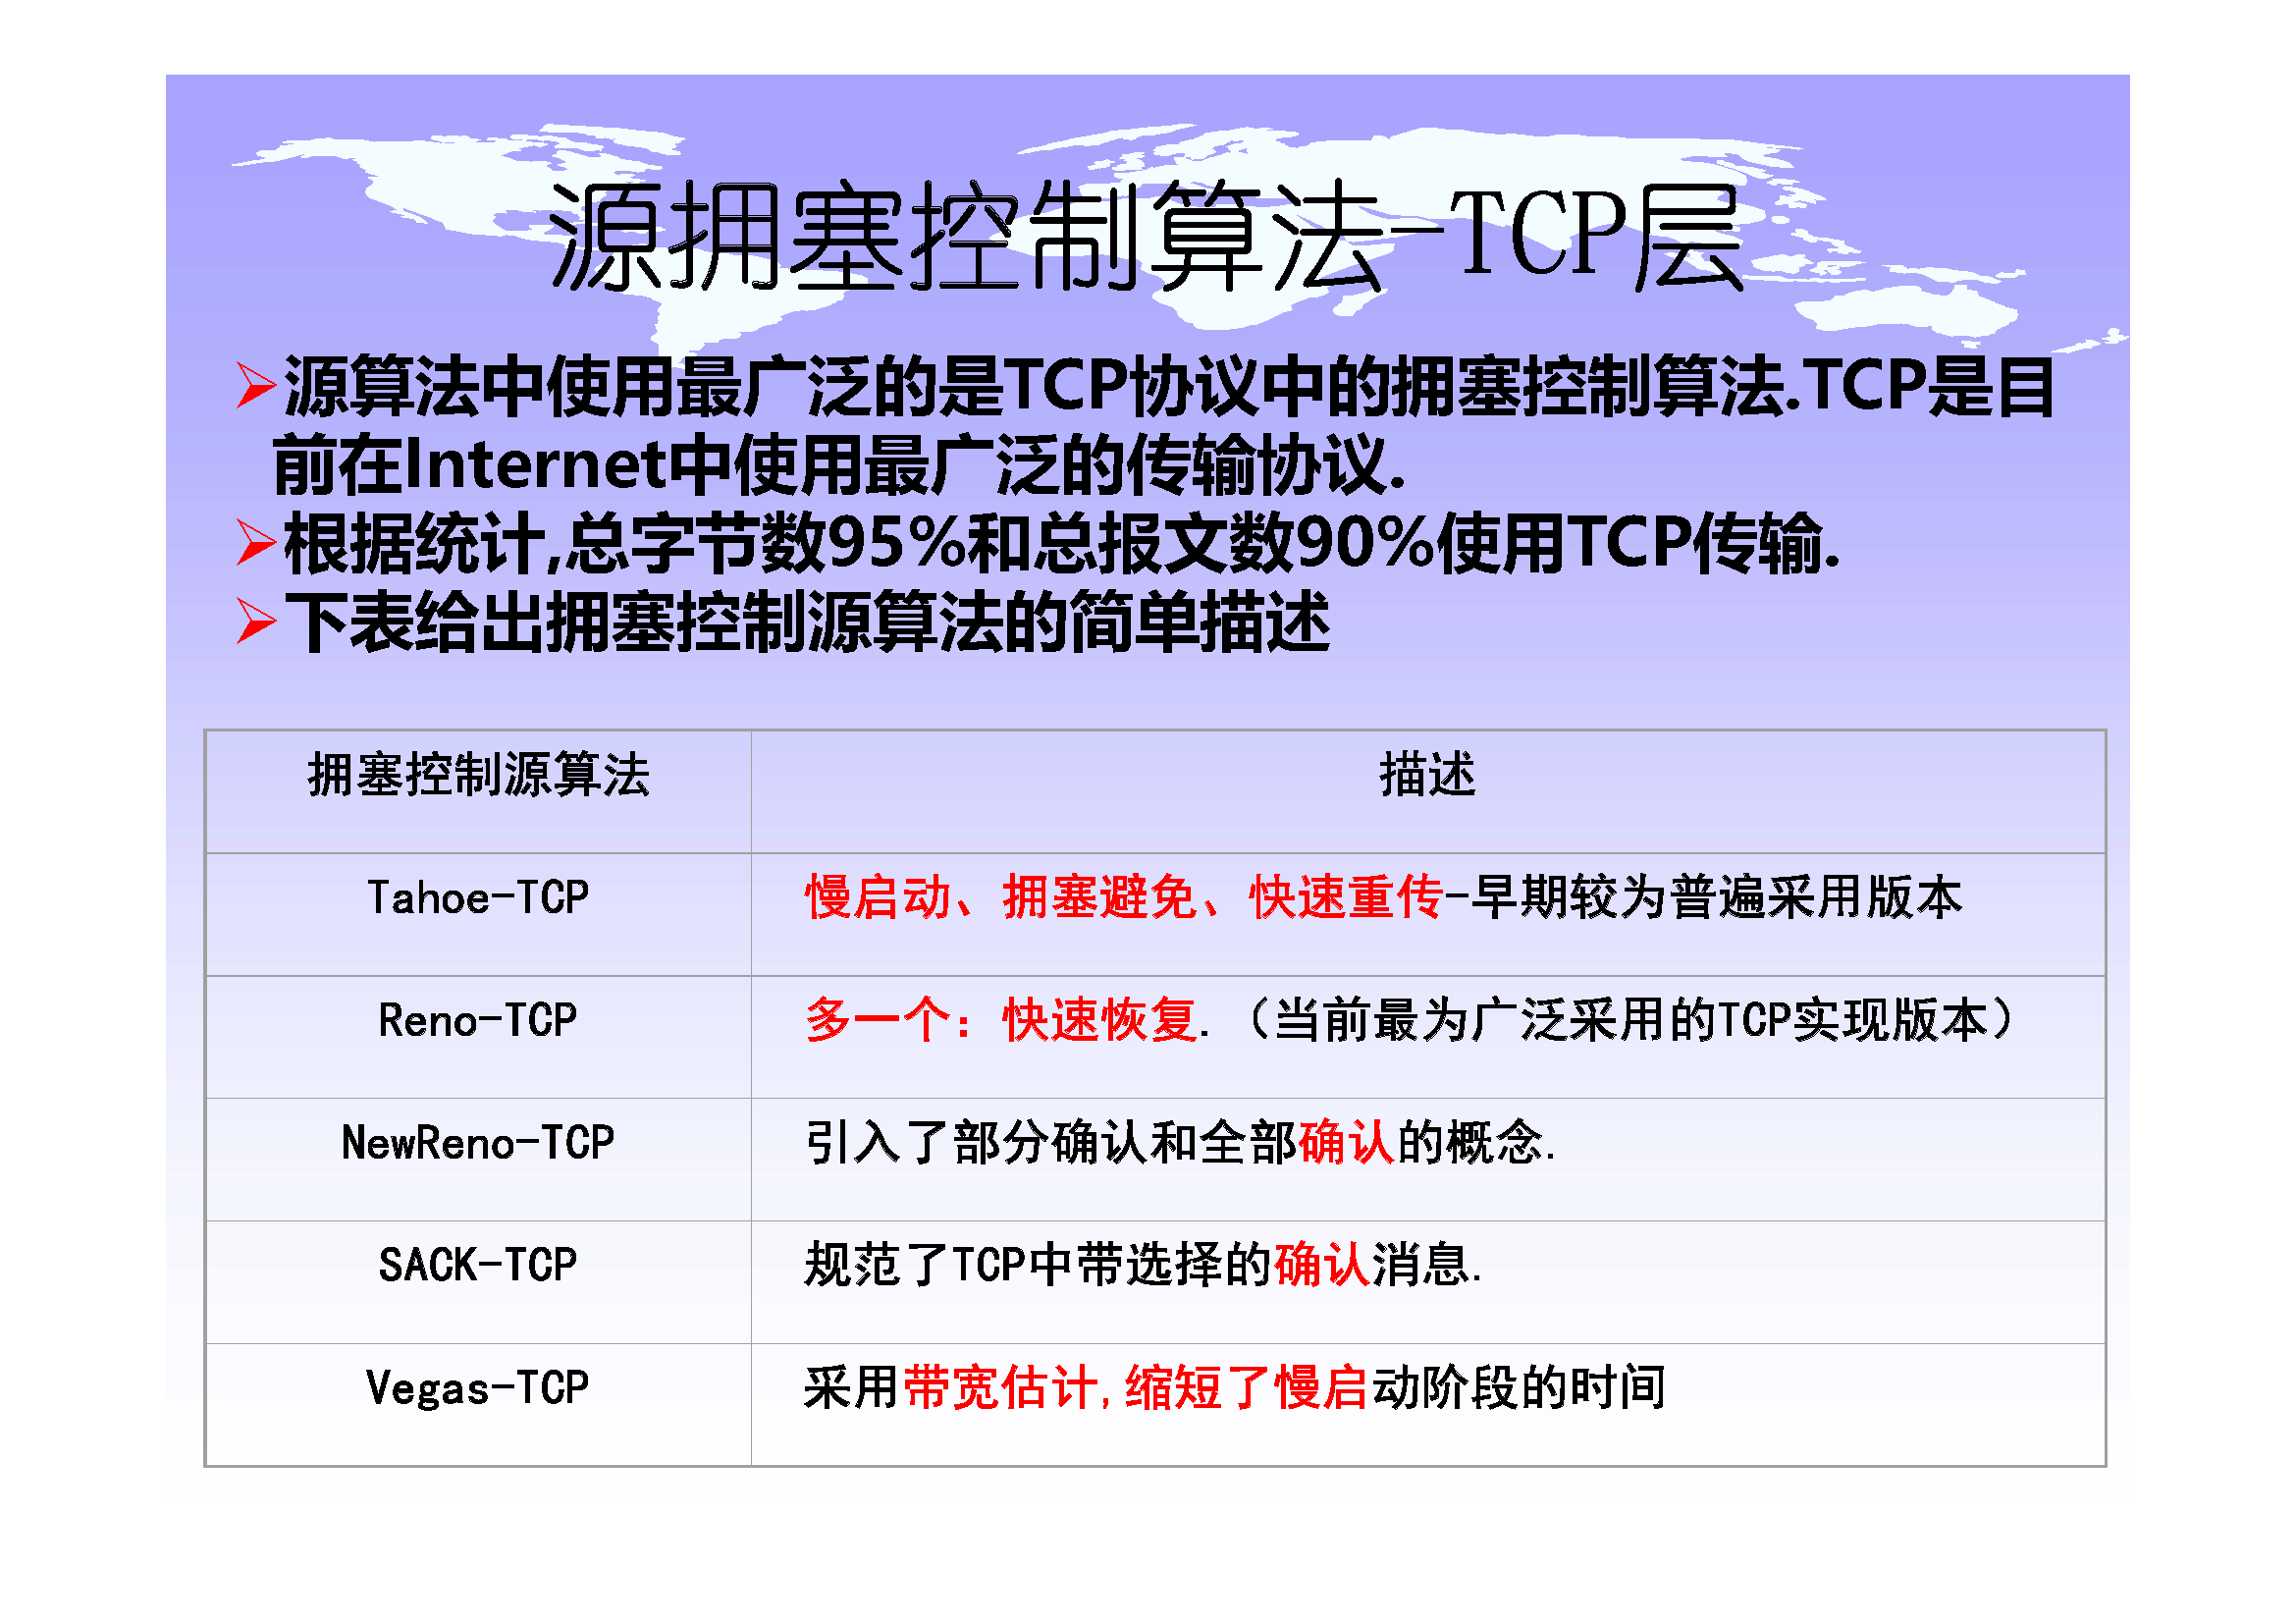 源拥塞控制算法-TCP层
源算法中使用最广泛的是TCP协议中的拥塞控制算法.TCP是目
前在Internet中使用最广泛的传输协议.
根据统计,总字节数95%和总报文数90%使用TCP传输.
下表给出拥塞控制源算法的简单描述
拥塞控制源算法 描述
Tahoe-TCP 慢启动、拥塞避免、快速重传-早期较为普遍采用版本
Reno-TCP 多一个：快速恢复.（当前最为广泛采用的TCP实现版本）
NewReno-TCP 引入了部分确认和全部确认的概念.
SACK-TCP 规范了TCP中带选择的确认消息.
Vegas-TCP 采用带宽估计,缩短了慢启动阶段的时间